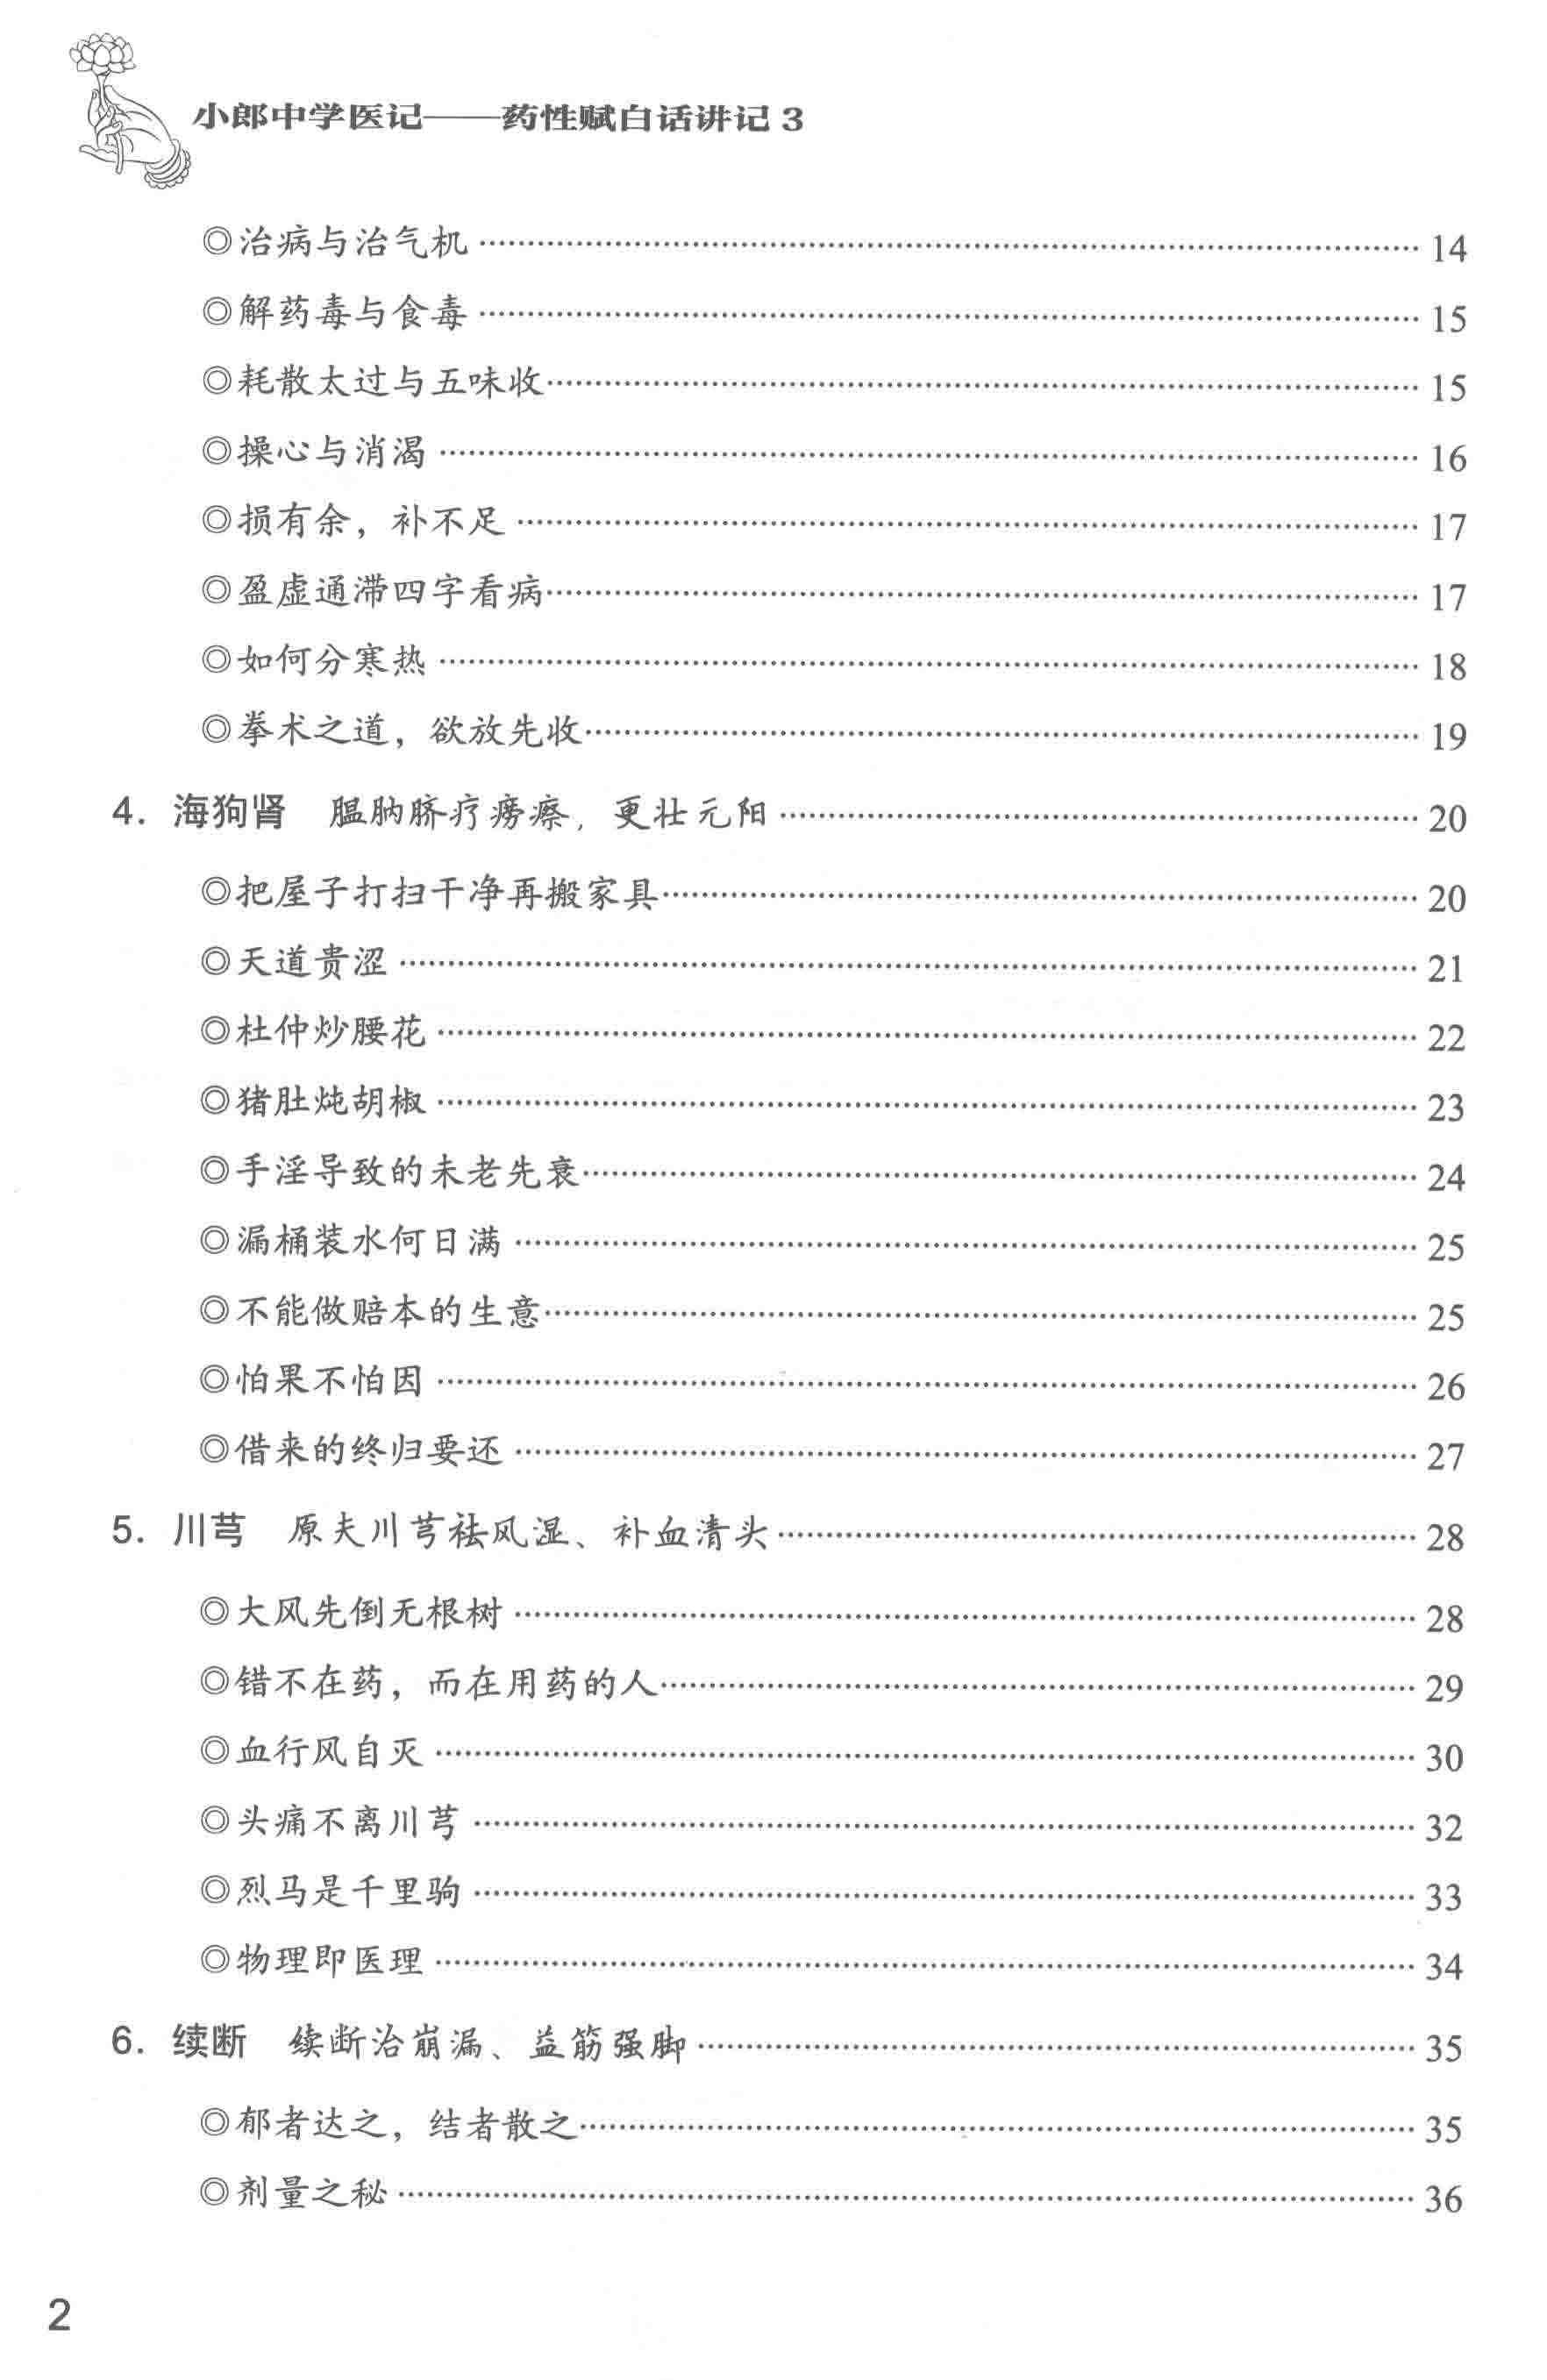 小郎中学医记——药性赋白话讲记 3
◎治病与治气机 …… 14
◎解药毒与食毒 …… 15
◎耗散太过与五味收 …… 15
◎操心与消渴 …… 16
◎损有余，补不足 …… 17
◎盈虚通滞四字看病 …… 17
◎如何分寒热 …… 18
◎拳术之道，欲放先收 …… 19
4. 海狗肾 腽肭脐疗痨瘵，更壮元阳 …… 20
◎把屋子打扫干净再搬家具 …… 20
◎天道贵涩 …… 21
◎杜仲炒腰花 …… 22
◎猪肚炖胡椒 …… 23
◎手淫导致的未老先衰 …… 24
◎漏桶装水何日满 …… 25
◎不能做赔本的生意 …… 25
◎怕果不怕因 …… 26
◎借来的终归要还 …… 27
5. 川芎 原夫川芎祛风湿、补血清头 …… 28
◎大风先倒无根树 …… 28
◎错不在药，而在用药的人 …… 29
◎血行风自灭 …… 30
◎头痛不离川芎 …… 32
◎烈马是千里驹 …… 33
◎物理即医理 …… 34
6. 续断 续断治崩漏、益筋强脚 …… 35
◎郁者达之，结者散之 …… 35
◎剂量之秘 …… 36
2